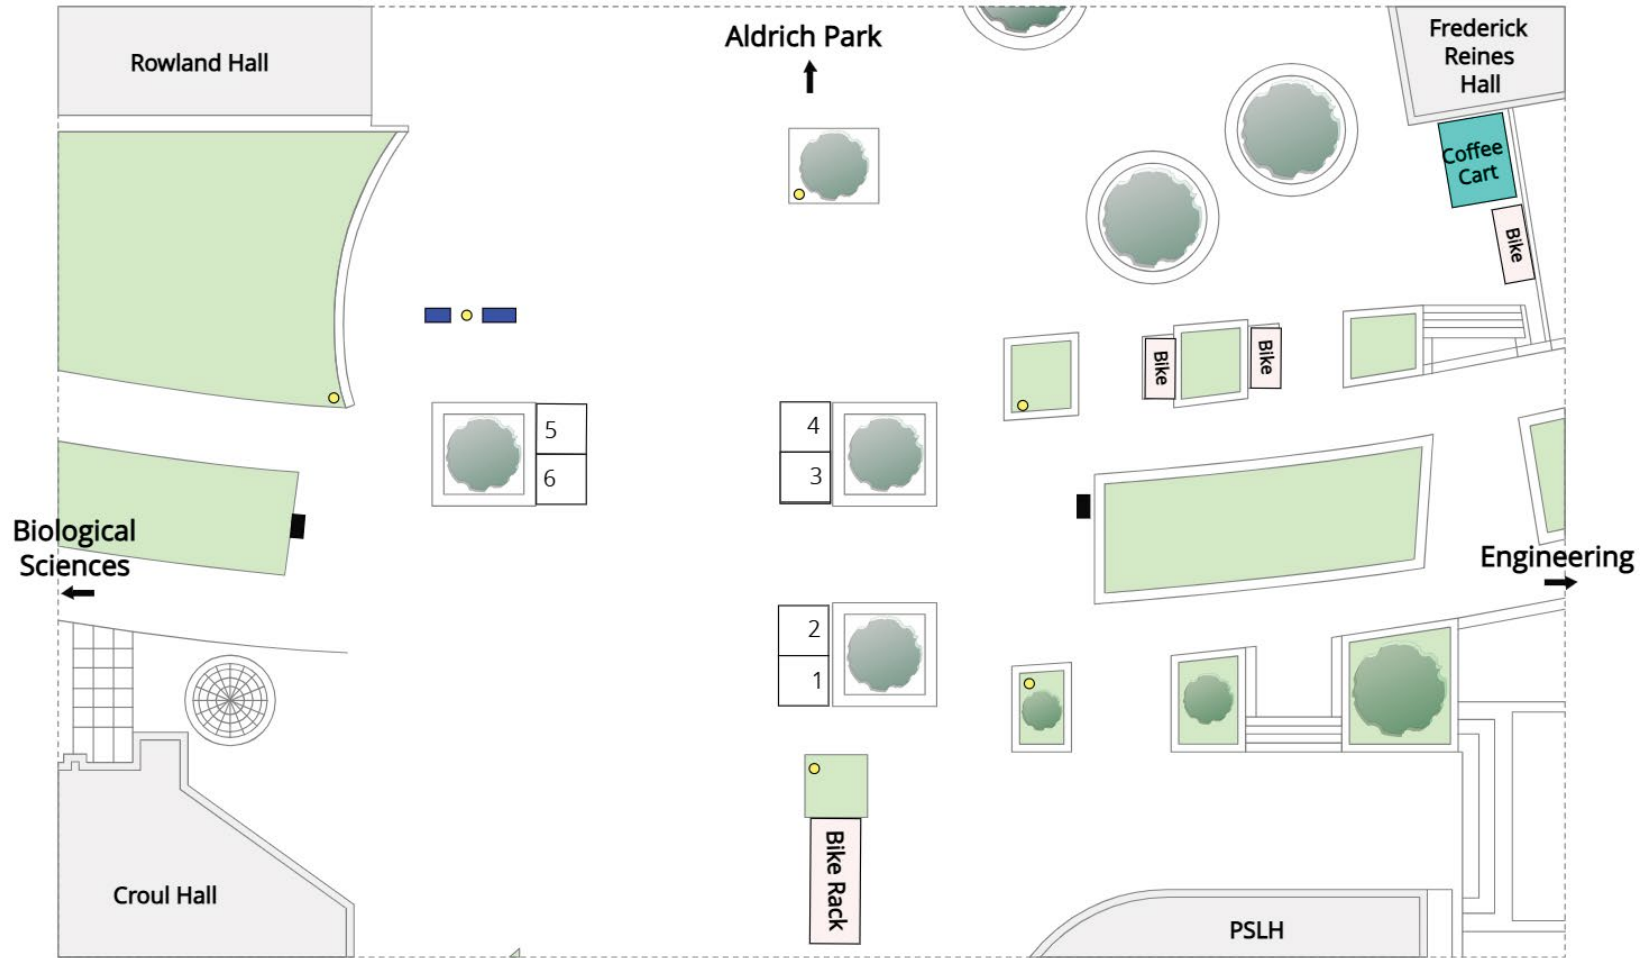 Rowland Hall
Aldrich Park
Frederick
Reines
Hall
Coffee
Cart
Bike
Bike
Bike
5
6
4
3
Biological
Sciences
Engineering
2
1
Bike Rack
Croul Hall
PSLH